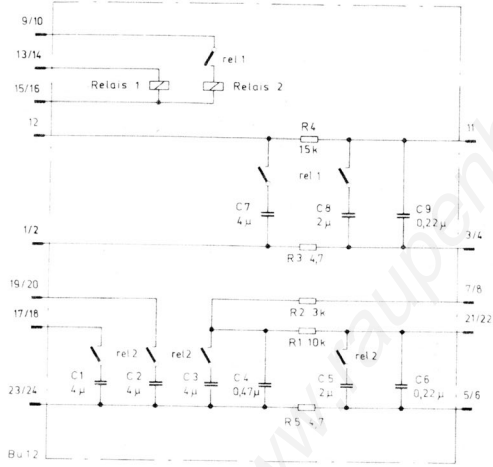 9/10
13/14
rel 1
15/16
Relais 1
Relais 2
12
R4
15k
11
rel 1
C7
4µ
C8
2µ
C9
0,22µ
1/2
3/4
R3 4,7
19/20
R2 3k
7/8
17/18
R1 10k
21/22
rel 2
rel2
rel 2
C1
4µ
C2
4µ
C3
4µ
C4
0,47µ
C5
2µ
C6
0,22µ
23/24
R5 4,7
5/6
Bu 1 2